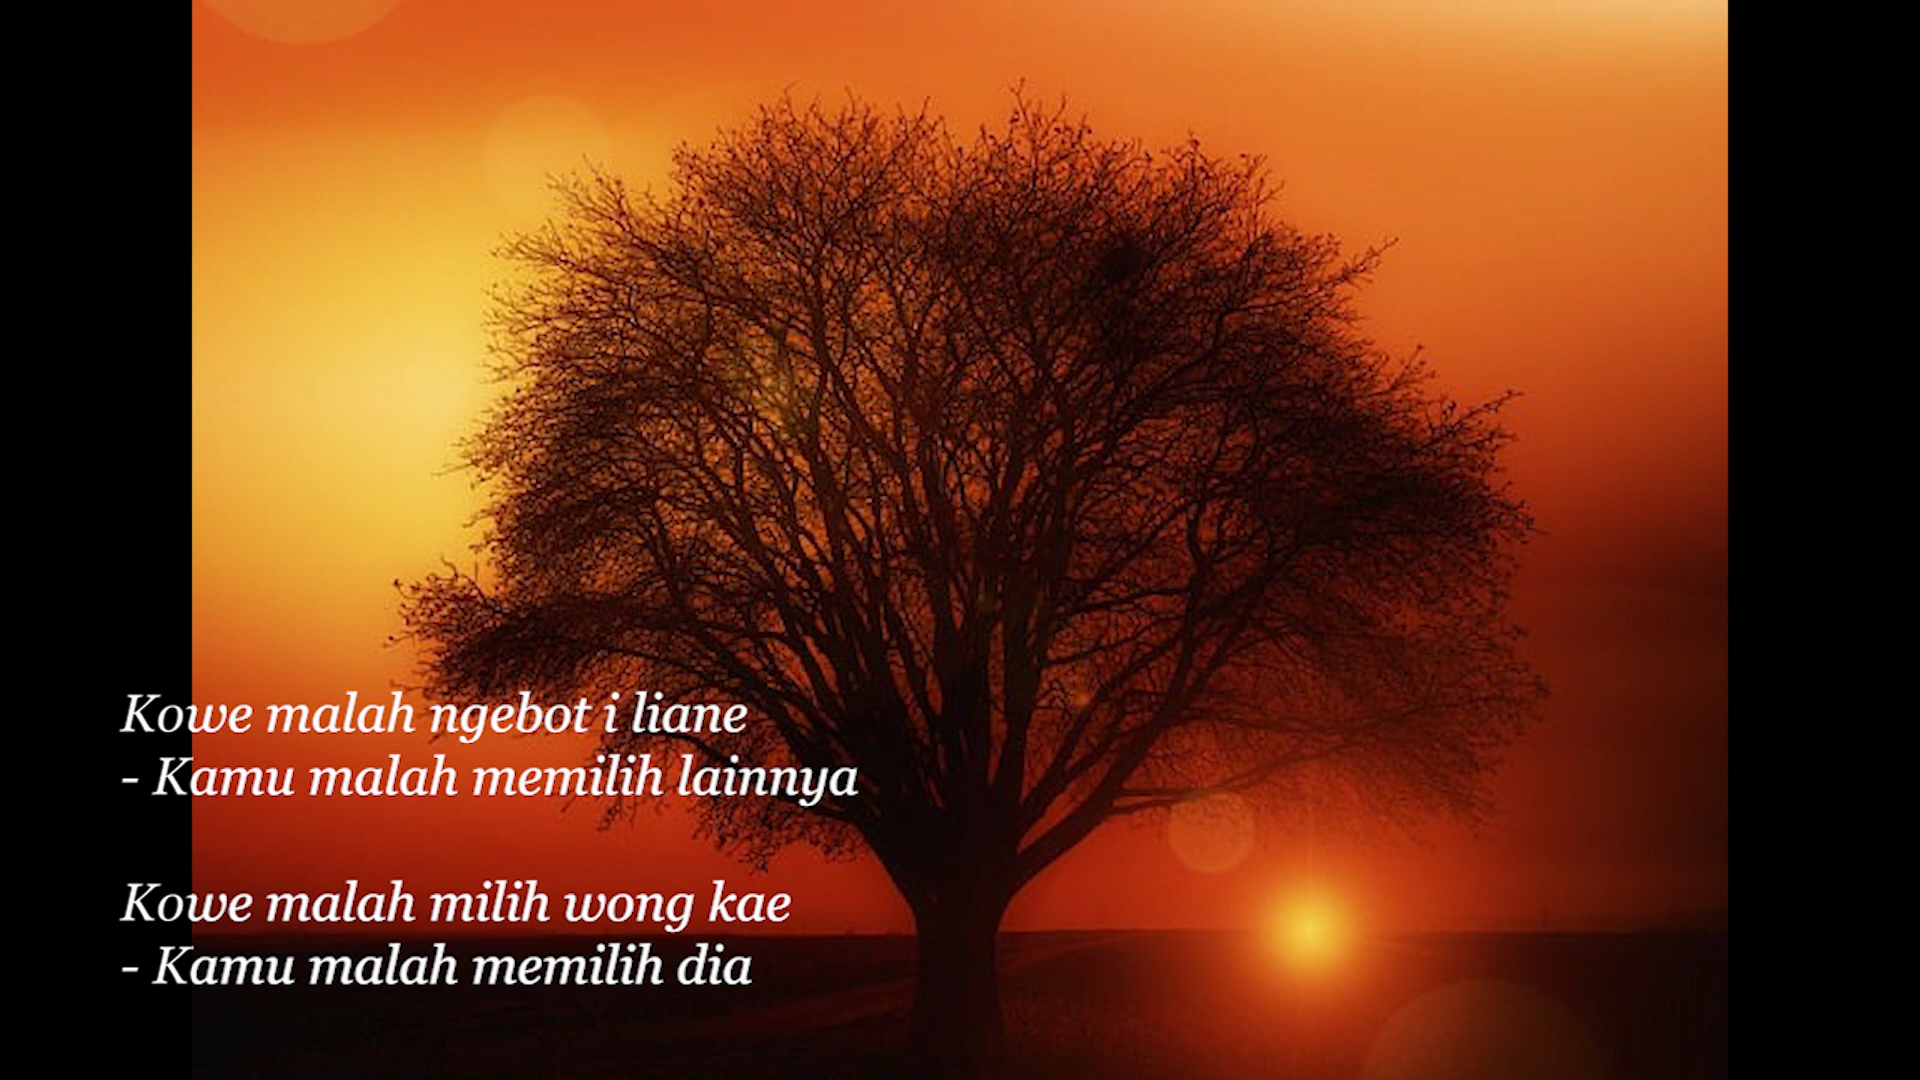 Kowe malah ngebot i liane
- Kamu malah memilih lainnya
Kowe malah milih wong kae
- Kamu malah memilih dia